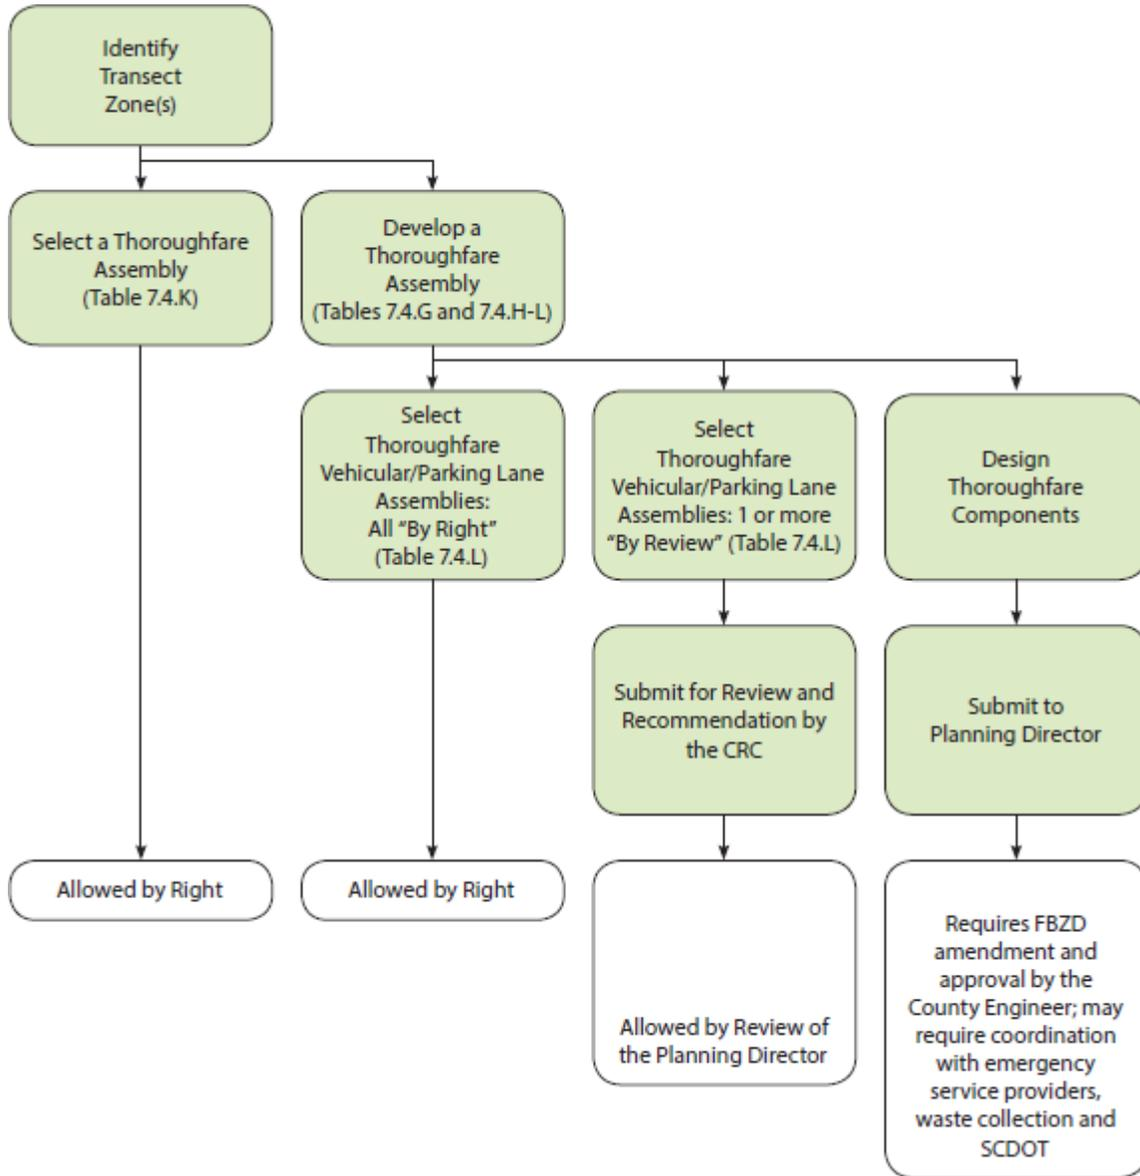 Identify
Transect
Zone(s)
Select a Thoroughfare
Assembly
(Table 7.4.K)
Develop a
Thoroughfare
Assembly
(Tables 7.4.G and 7.4.H-L)
Select
Thoroughfare
Vehicular/Parking Lane
Assemblies:
All “By Right”
(Table 7.4.L)
Select
Thoroughfare
Vehicular/Parking Lane
Assemblies: 1 or more
“By Review” (Table 7.4.L)
Design
Thoroughfare
Components
Submit for Review and
Recommendation by
the CRC
Submit to
Planning Director
Allowed by Right
Allowed by Right
Allowed by Review of
the Planning Director
Requires FBZD
amendment and
approval by the
County Engineer; may
require coordination
with emergency
service providers,
waste collection and
SCDOT